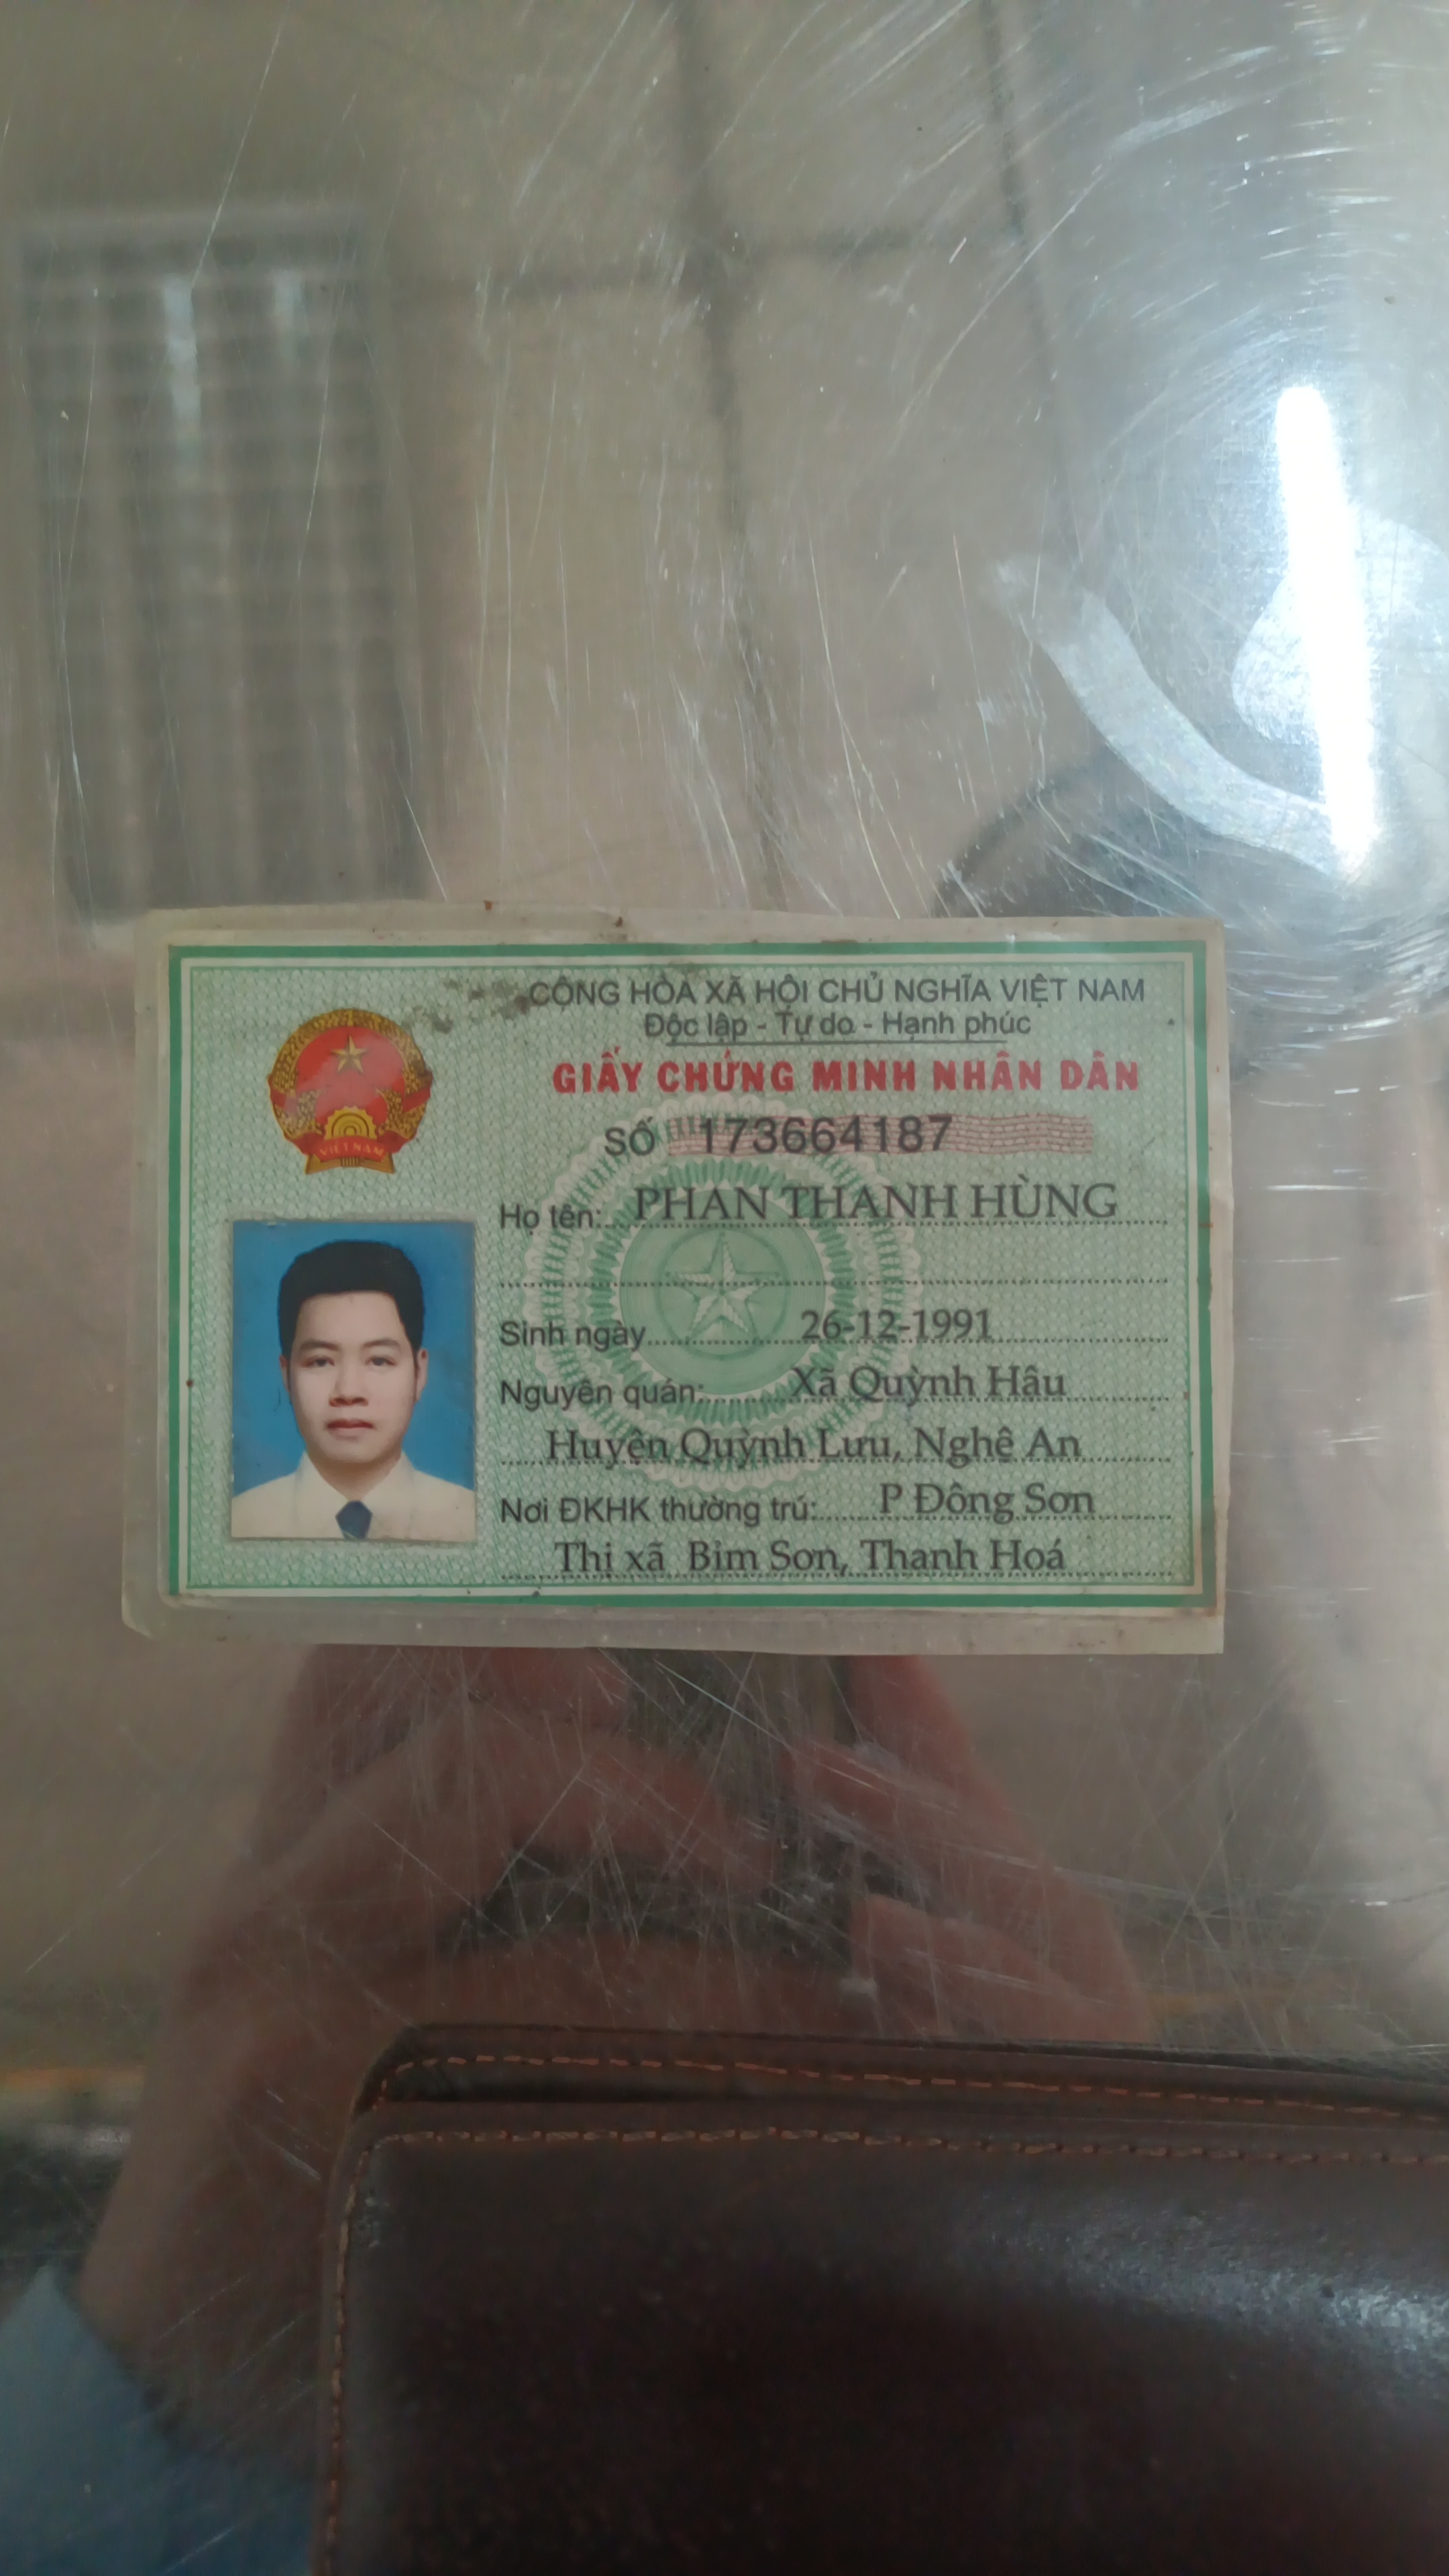 CỘNG HÒA XÃ HỘI CHỦ NGHĨA VIỆT NAM
Độc lập - Tự do - Hạnh phúc
GIẤY CHỨNG MINH NHÂN DÂN
SỐ 173664187
VIỆT NAM
Họ tên: PHAN THANH HÙNG
Sinh ngày 26-12-1991
Nguyên quán: Xã Quỳnh Hậu
Huyện Quỳnh Lưu, Nghệ An
Nơi ĐKHK thường trú: P Đông Sơn
Thị xã Bỉm Sơn, Thanh Hoá